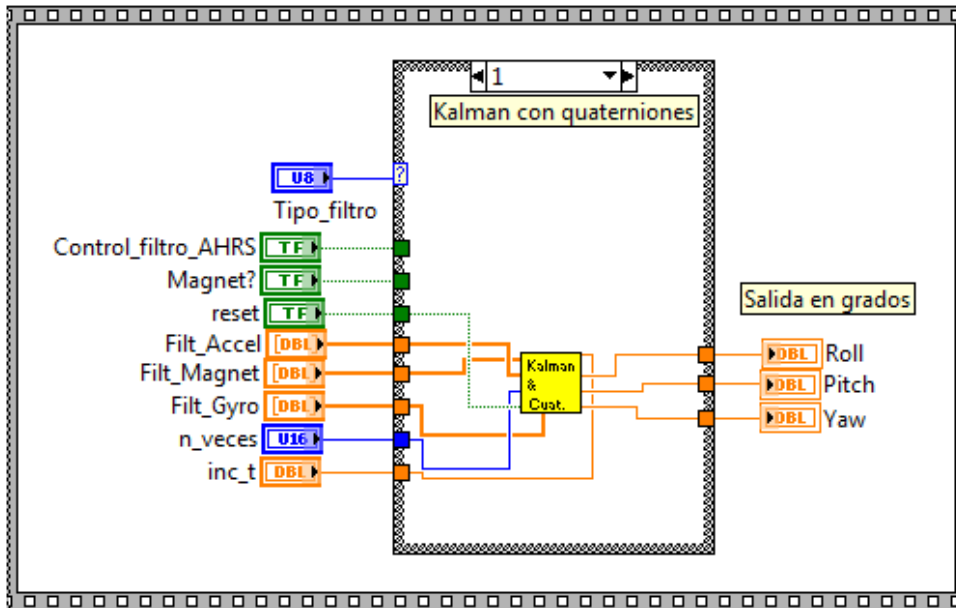 1
Kalman con quaterniones
?
U8
Tipo_filtro
Control_filtro_AHRS
TF
Magnet?
TF
reset
TF
Filt_Accel
[DBL]
Filt_Magnet
[DBL]
Filt_Gyro
[DBL]
n_veces
U16
inc_t
DBL
Kalman
&
Cuat.
Salida en grados
DBL
Roll
DBL
Pitch
DBL
Yaw